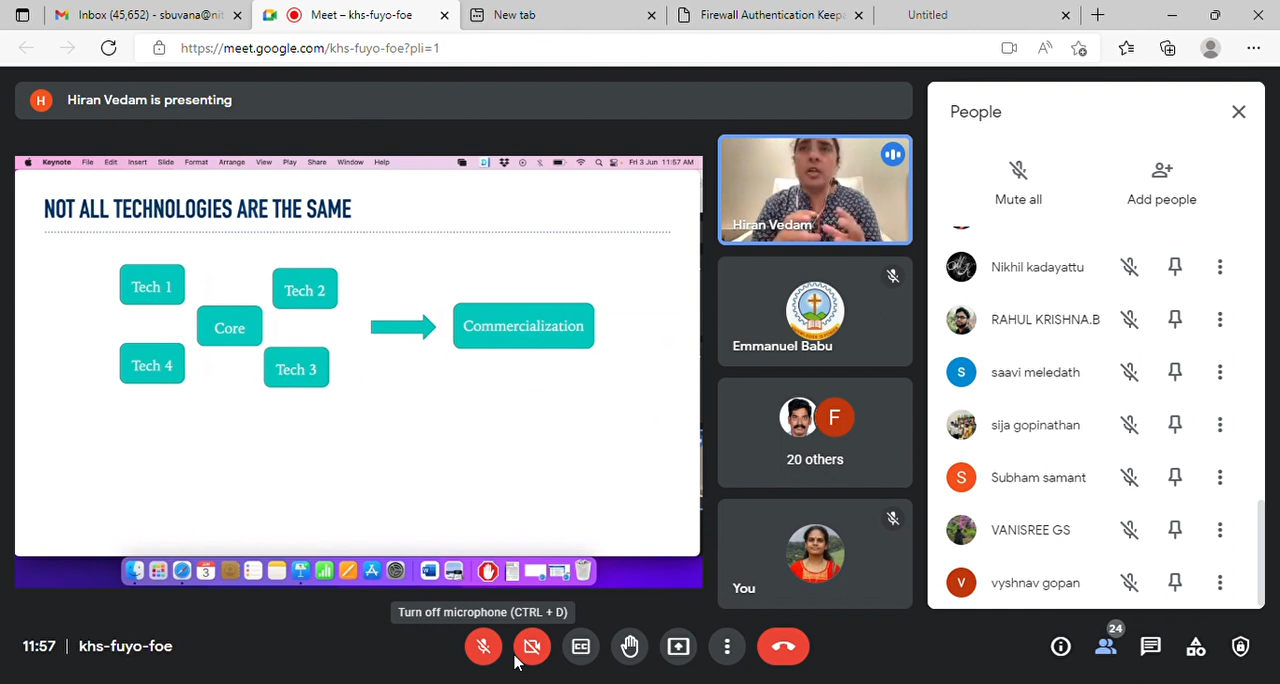 Inbox (45,652) - sbuvana@nit
Meet – khs-fuyo-foe
New tab
Firewall Authentication Keepa
Untitled
https://meet.google.com/khs-fuyo-foe?pli=1
H
Hiran Vedam is presenting
Keynote File Edit Insert Slide Format Arrange View Play Share Window Help
Fri 3 Jun 11:57 AM
NOT ALL TECHNOLOGIES ARE THE SAME
Tech 1
Tech 2
Core
Commercialization
Tech 4
Tech 3
Hiran Vedam
Emmanuel Babu
F
20 others
You
People
Mute all
Add people
Nikhil kadayattu
RAHUL KRISHNA.B
S
saavi meledath
sija gopinathan
S
Subham samant
VANISREE GS
V
vyshnav gopan
Turn off microphone (CTRL + D)
11:57
khs-fuyo-foe
CC
24